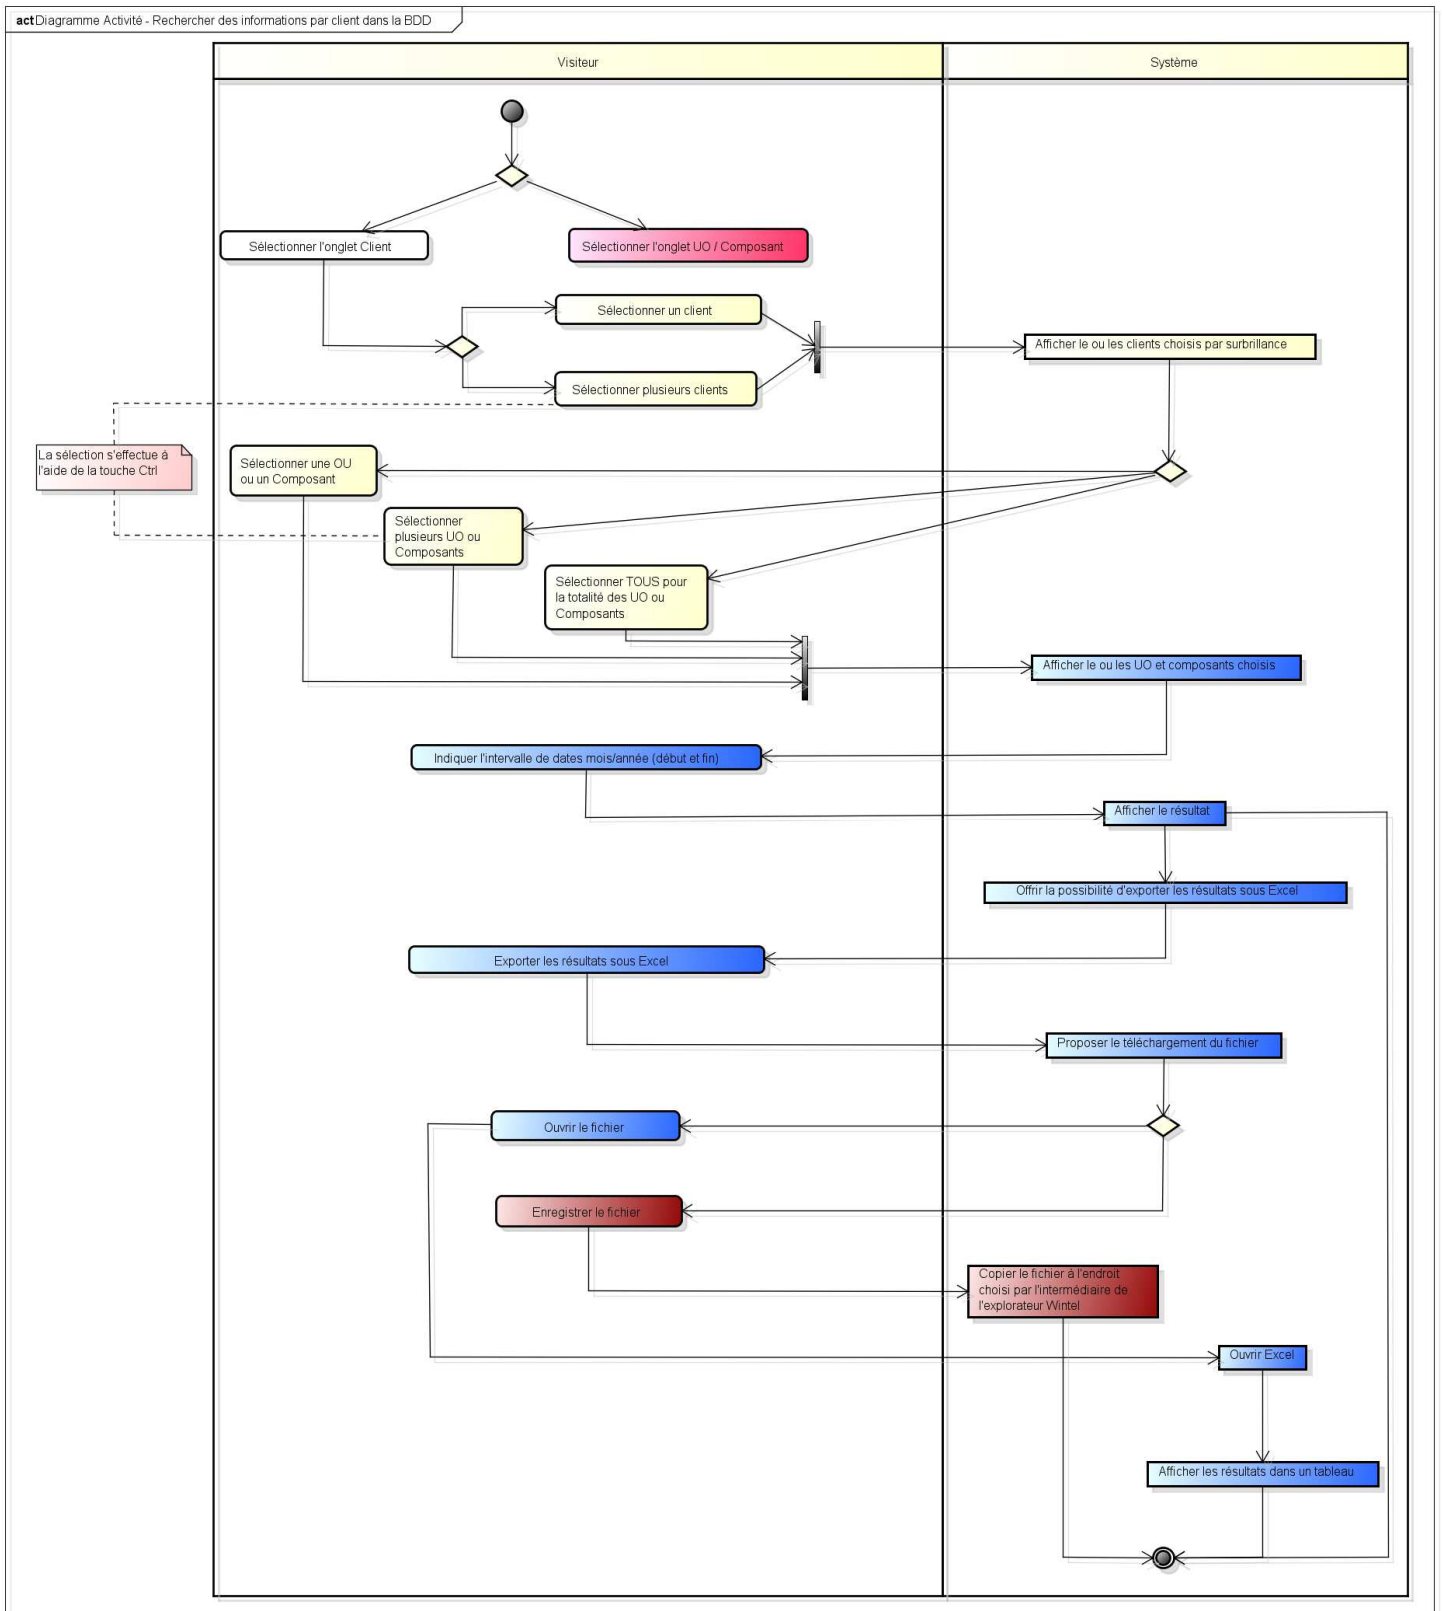 act Diagramme Activité - Rechercher des informations par client dans la BDD
Visiteur
Système
Sélectionner l'onglet Client
Sélectionner l'onglet UO / Composant
Sélectionner un client
Afficher le ou les clients choisis par surbrillance
Sélectionner plusieurs clients
La sélection s'effectue à
l'aide de la touche Ctrl
Sélectionner une OU
ou un Composant
Sélectionner
plusieurs UO ou
Composants
Sélectionner TOUS pour
la totalité des UO ou
Composants
Afficher le ou les UO et composants choisis
Indiquer l'intervalle de dates mois/année (début et fin)
Afficher le résultat
Offrir la possibilité d'exporter les résultats sous Excel
Exporter les résultats sous Excel
Proposer le téléchargement du fichier
Ouvrir le fichier
Enregistrer le fichier
Copier le fichier à l'endroit
choisi par l'intermédiaire de
l'explorateur Wintel
Ouvrir Excel
Afficher les résultats dans un tableau